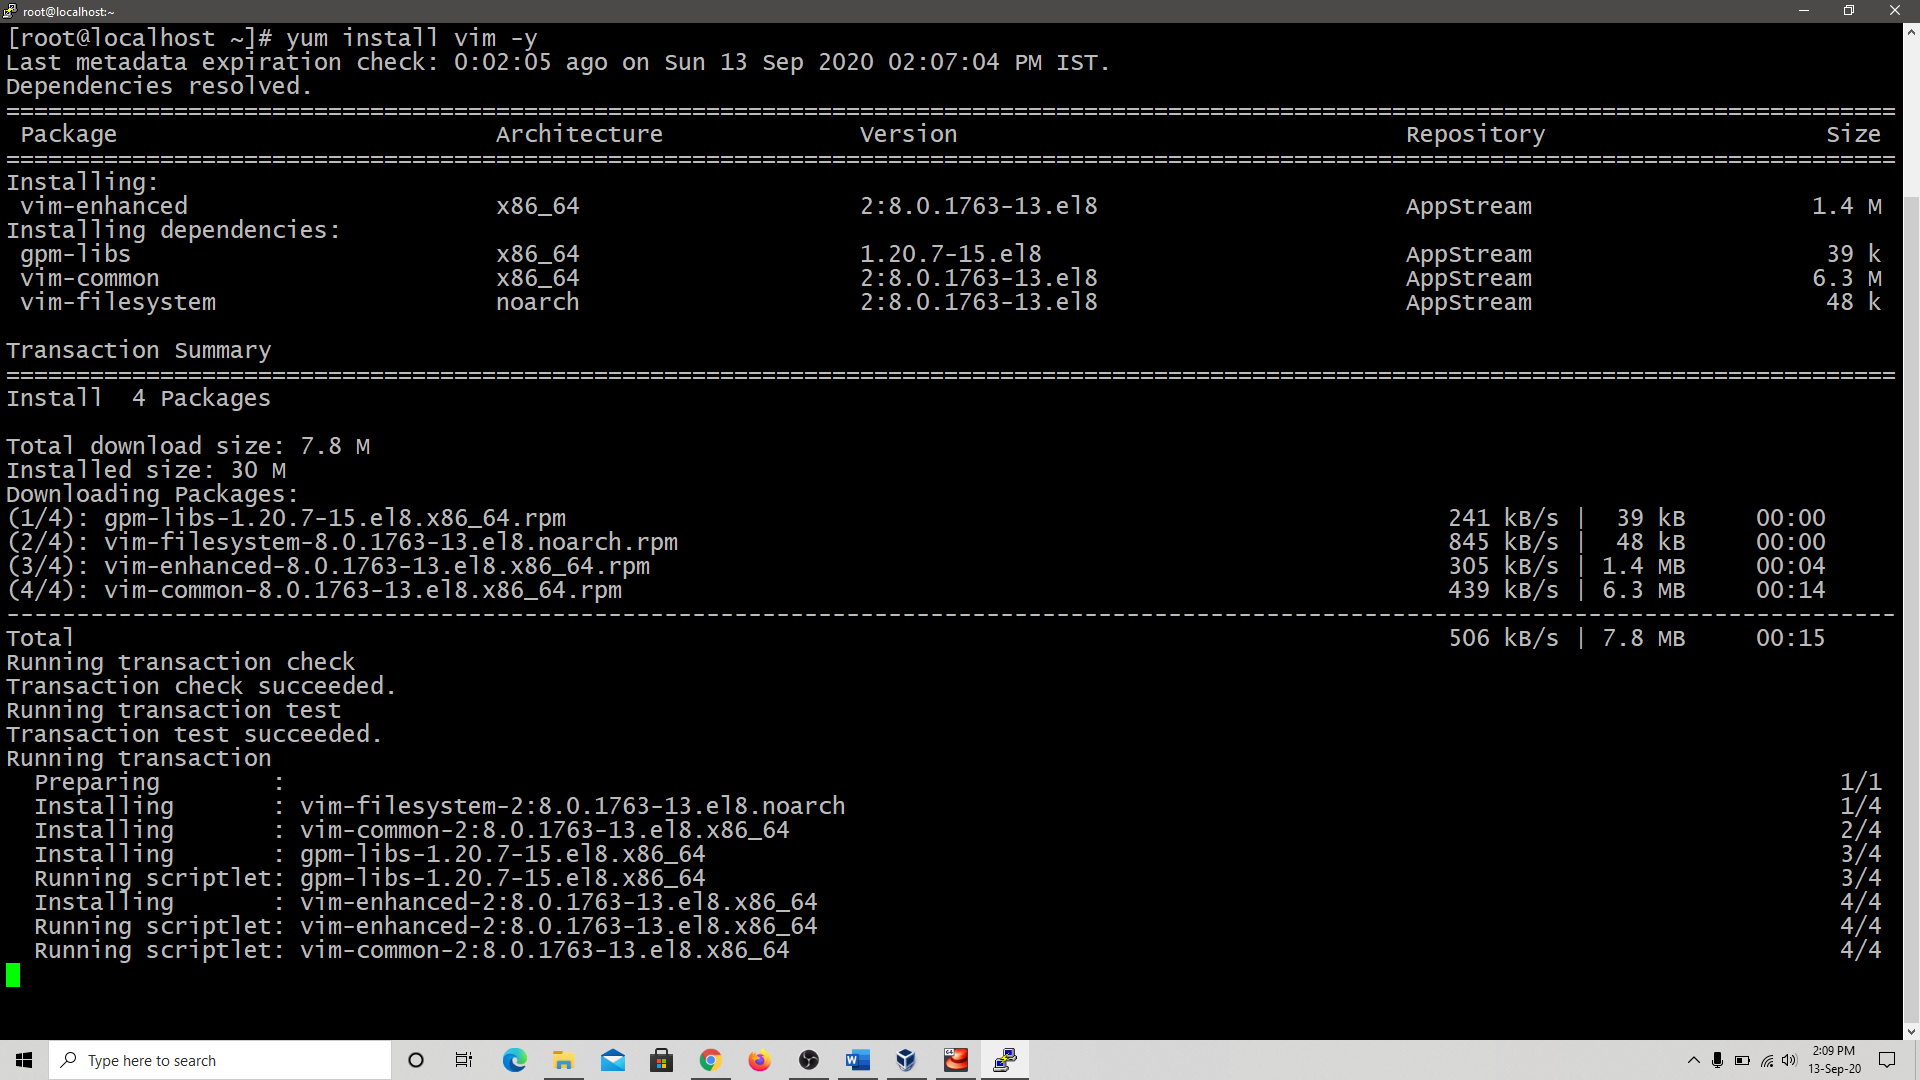 root@localhost:~
[root@localhost ~]# yum install vim -y
Last metadata expiration check: 0:02:05 ago on Sun 13 Sep 2020 02:07:04 PM IST.
Dependencies resolved.
================================================================================
Package Architecture Version Repository Size
================================================================================
Installing:
vim-enhanced x86_64 2:8.0.1763-13.el8 AppStream 1.4 M
Installing dependencies:
gpm-libs x86_64 1.20.7-15.el8 AppStream 39 k
vim-common x86_64 2:8.0.1763-13.el8 AppStream 6.3 M
vim-filesystem noarch 2:8.0.1763-13.el8 AppStream 48 k
Transaction Summary
================================================================================
Install  4 Packages
Total download size: 7.8 M
Installed size: 30 M
Downloading Packages:
(1/4): gpm-libs-1.20.7-15.el8.x86_64.rpm 241 kB/s | 39 kB 00:00
(2/4): vim-filesystem-8.0.1763-13.el8.noarch.rpm 845 kB/s | 48 kB 00:00
(3/4): vim-enhanced-8.0.1763-13.el8.x86_64.rpm 305 kB/s | 1.4 MB 00:04
(4/4): vim-common-8.0.1763-13.el8.x86_64.rpm 439 kB/s | 6.3 MB 00:14
--------------------------------------------------------------------------------
Total 506 kB/s | 7.8 MB 00:15
Running transaction check
Transaction check succeeded.
Running transaction test
Transaction test succeeded.
Running transaction
Preparing : 1/1
Installing : vim-filesystem-2:8.0.1763-13.el8.noarch 1/4
Installing : vim-common-2:8.0.1763-13.el8.x86_64 2/4
Installing : gpm-libs-1.20.7-15.el8.x86_64 3/4
Running scriptlet: gpm-libs-1.20.7-15.el8.x86_64 3/4
Installing : vim-enhanced-2:8.0.1763-13.el8.x86_64 4/4
Running scriptlet: vim-enhanced-2:8.0.1763-13.el8.x86_64 4/4
Running scriptlet: vim-common-2:8.0.1763-13.el8.x86_64 4/4
Type here to search
2:09 PM
13-Sep-20